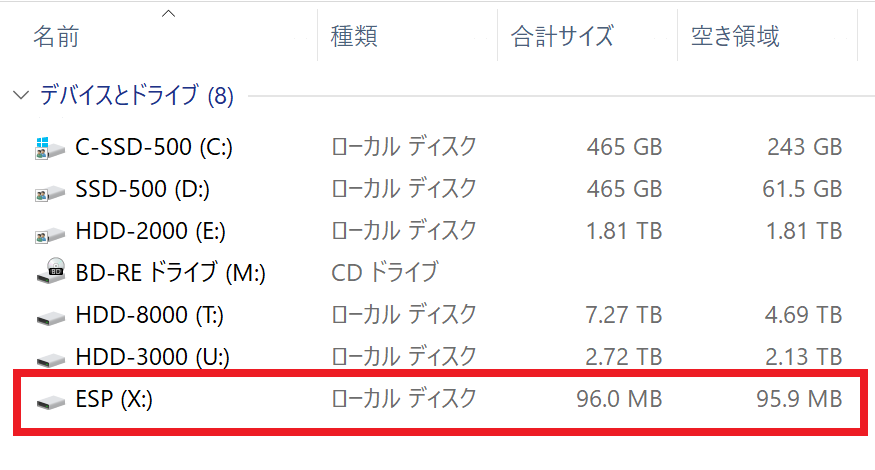 名前 種類 合計サイズ 空き領域
デバイスとドライブ (8)
C-SSD-500 (C:) ローカル ディスク 465 GB 243 GB
SSD-500 (D:) ローカル ディスク 465 GB 61.5 GB
HDD-2000 (E:) ローカル ディスク 1.81 TB 1.81 TB
BD BD-RE ドライブ (M:) CD ドライブ
HDD-8000 (T:) ローカル ディスク 7.27 TB 4.69 TB
HDD-3000 (U:) ローカル ディスク 2.72 TB 2.13 TB
ESP (X:) ローカル ディスク 96.0 MB 95.9 MB